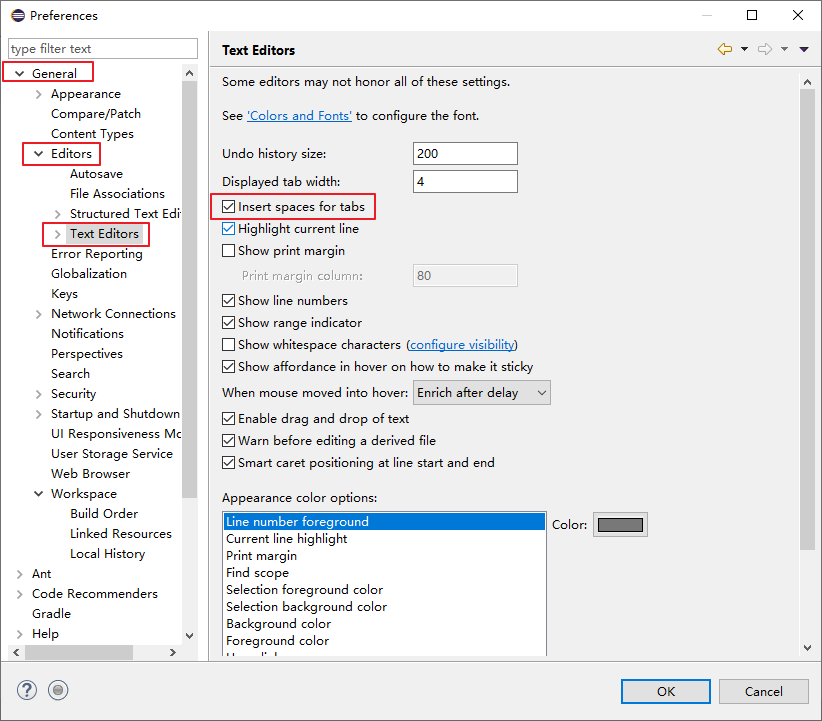 Preferences
type filter text
General
Appearance
Compare/Patch
Content Types
Editors
Autosave
File Associations
Structured Text Edi
Text Editors
Error Reporting
Globalization
Keys
Network Connections
Notifications
Perspectives
Search
Security
Startup and Shutdown
UI Responsiveness Mc
User Storage Service
Web Browser
Workspace
Build Order
Linked Resources
Local History
Ant
Code Recommenders
Gradle
Help
Text Editors
Some editors may not honor all of these settings.
See 'Colors and Fonts' to configure the font.
Undo history size: 200
Displayed tab width: 4
Insert spaces for tabs
Highlight current line
Show print margin
Print margin column: 80
Show line numbers
Show range indicator
Show whitespace characters (configure visibility)
Show affordance in hover on how to make it sticky
When mouse moved into hover: Enrich after delay
Enable drag and drop of text
Warn before editing a derived file
Smart caret positioning at line start and end
Appearance color options:
Line number foreground
Color:
Current line highlight
Print margin
Find scope
Selection foreground color
Selection background color
Background color
Foreground color
?
OK
Cancel